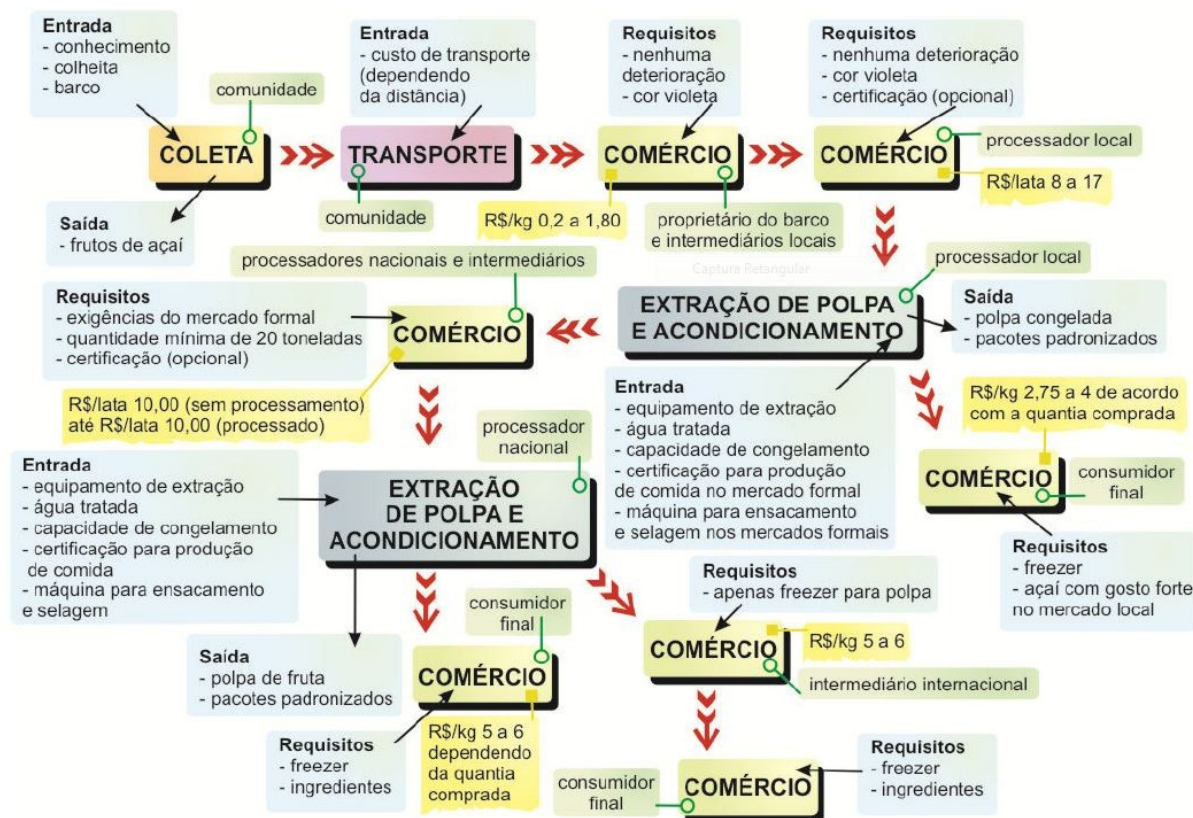 Entrada
- conhecimento
- colheita
- barco
comunidade
COLETA
Saída
- frutos de açaí
Entrada
- custo de transporte
(dependendo
da distância)
TRANSPORTE
comunidade
Requisitos
- nenhuma
deterioração
- cor violeta
COMÉRCIO
R$/kg 0,2 a 1,80
proprietário do barco
e intermediários locais
Requisitos
- nenhuma deterioração
- cor violeta
- certificação (opcional)
COMÉRCIO
processador local
R$/lata 8 a 17
Captura Retangular
processador local
EXTRAÇÃO DE POLPA
E ACONDICIONAMENTO
Saída
- polpa congelada
- pacotes padronizados
Entrada
- equipamento de extração
- água tratada
- capacidade de congelamento
- certificação para produção
de comida no mercado formal
- máquina para ensacamento
e selagem nos mercados formais
R$/kg 2,75 a 4 de acordo
com a quantia comprada
COMÉRCIO
consumidor
final
Requisitos
- freezer
- açaí com gosto forte
no mercado local
processadores nacionais e intermediários
Requisitos
- exigências do mercado formal
- quantidade mínima de 20 toneladas
- certificação (opcional)
COMÉRCIO
R$/lata 10,00 (sem processamento)
até R$/lata 10,00 (processado)
processador
nacional
Entrada
- equipamento de extração
- água tratada
- capacidade de congelamento
- certificação para produção
de comida
- máquina para ensacamento
e selagem
EXTRAÇÃO
DE POLPA E
ACONDICIONAMENTO
Saída
- polpa de fruta
- pacotes padronizados
consumidor
final
COMÉRCIO
Requisitos
- freezer
- ingredientes
R$/kg 5 a 6
dependendo
da quantia
comprada
Requisitos
- apenas freezer para polpa
COMÉRCIO
R$/kg 5 a 6
intermediário internacional
consumidor
final
COMÉRCIO
Requisitos
- freezer
- ingredientes